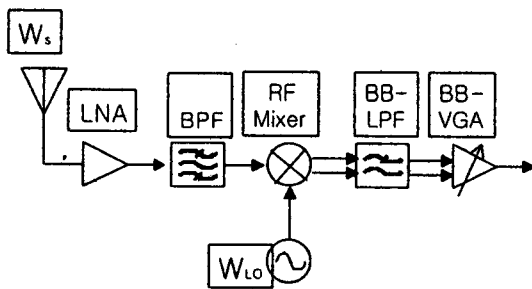 Ws
LNA
BPF
RF
Mixer
BB-
LPF
BB-
VGA
WLO